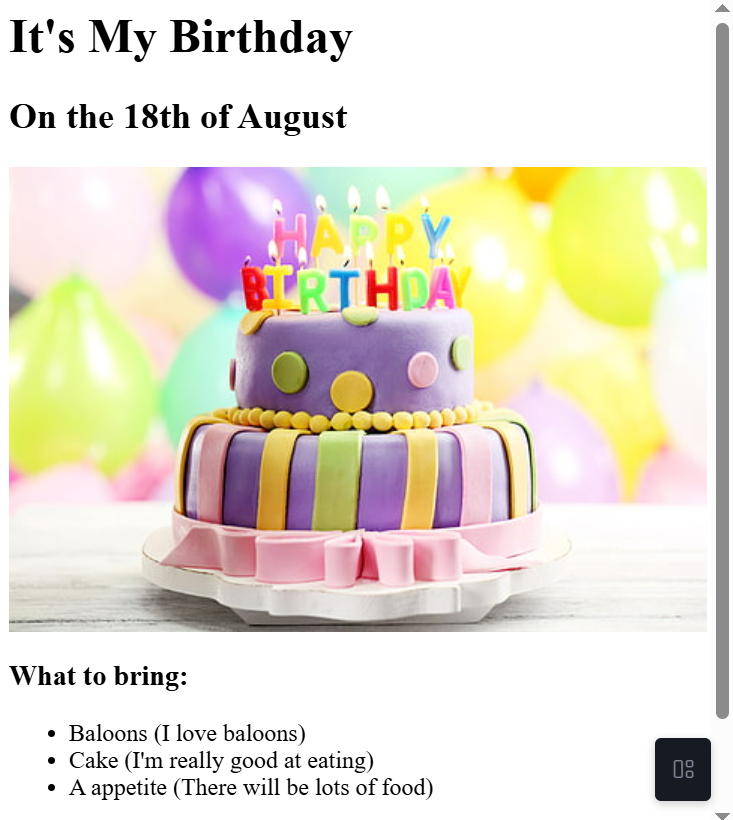 It's My Birthday
On the 18th of August
HAPPY
BIRTHDAY
What to bring:
Baloons (I love baloons)
Cake (I'm really good at eating)
A appetite (There will be lots of food)